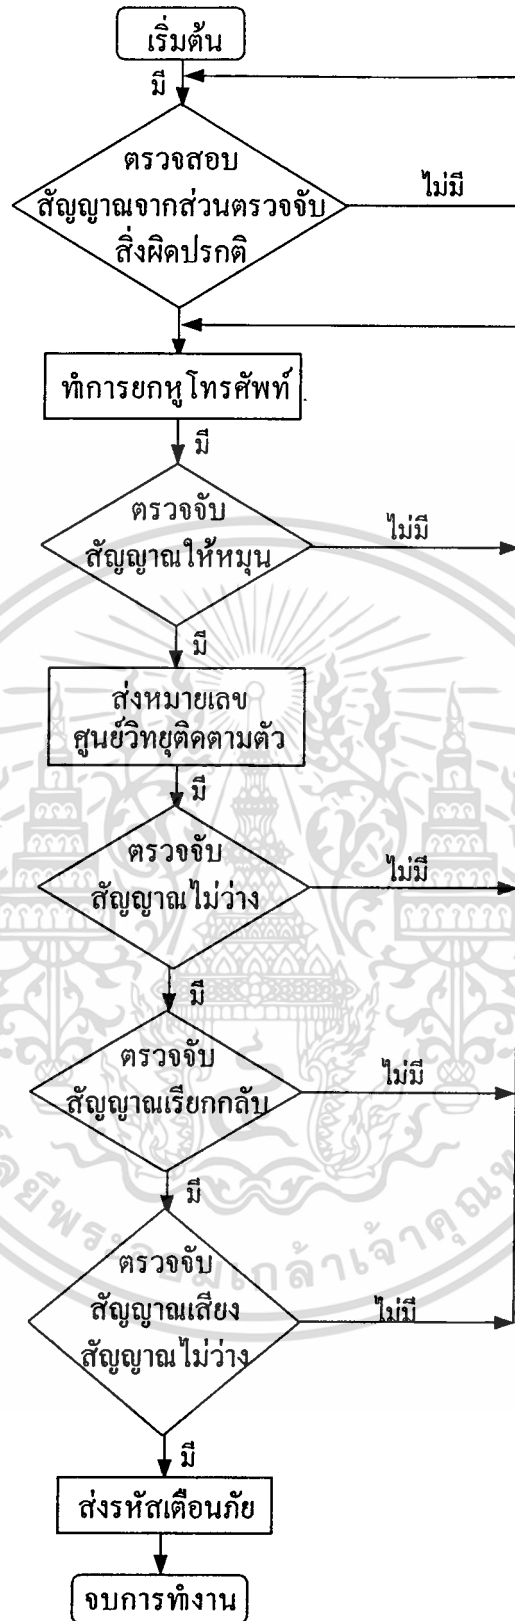 เริ่มต้น
มี
ตรวจสอบ
สัญญาณจากส่วนตรวจจับ
สิ่งผิดปรกติ
ไม่มี
ทำการยกหูโทรศัพท์
มี
ตรวจจับ
สัญญาณให้หมุน
ไม่มี
มี
ส่งหมายเลข
ศูนย์วิทยุติดตามตัว
มี
ตรวจจับ
สัญญาณไม่ว่าง
ไม่มี
มี
ตรวจจับ
สัญญาณเรียกกลับ
ไม่มี
มี
ตรวจจับ
สัญญาณเสียง
สัญญาณไม่ว่าง
ไม่มี
มี
ส่งรหัสเตือนภัย
จบการทำงาน